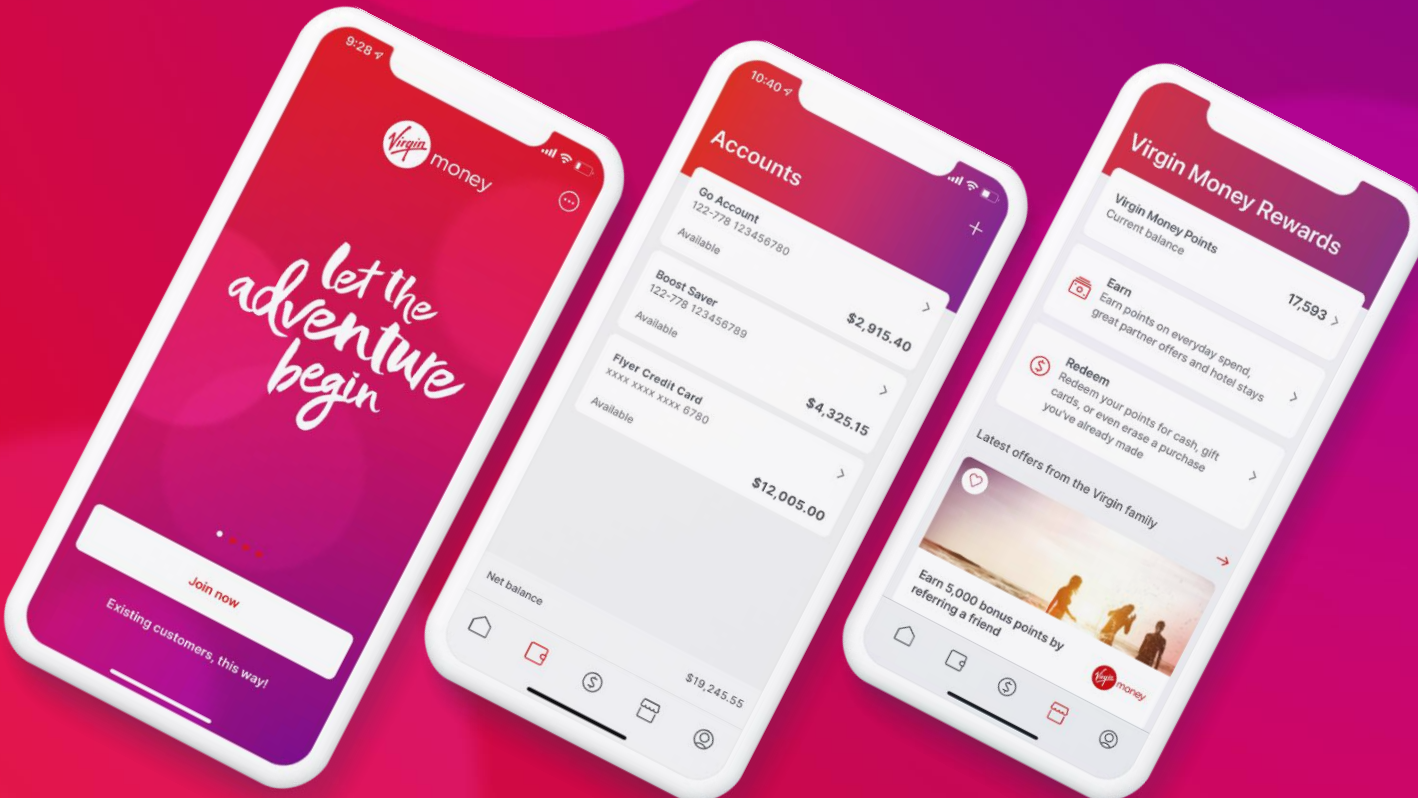 9:28
Virgin money
let the
adventure
begin
Join now
Existing customers, this way!
10:40
Accounts
Go Account
122-778 123456780
Available
$2,915.40
Boost Saver
122-778 123456789
Available
$4,325.15
Flyer Credit Card
xxxx xxxx xxxx 6780
Available
$12,005.00
Net balance
$19,245.55
Virgin Money Rewards
Virgin Money Points
Current balance
17,593
Earn
Earn points on everyday spend,
great partner offers and hotel stays
Redeem
Redeem your points for cash, gift
cards, or even erase a purchase
you've already made
Latest offers from the Virgin family
Earn 5,000 bonus points by
referring a friend
Virgin money